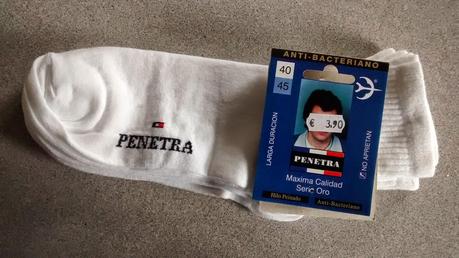 PENETRA
ANTI-BACTERIANO
40
45
LARGA DURACION
€ 3.90
NO APRIETAN
PENETRA
Maxima Calidad
Serie Oro
Hilo Peinado
Anti-Bacteriano